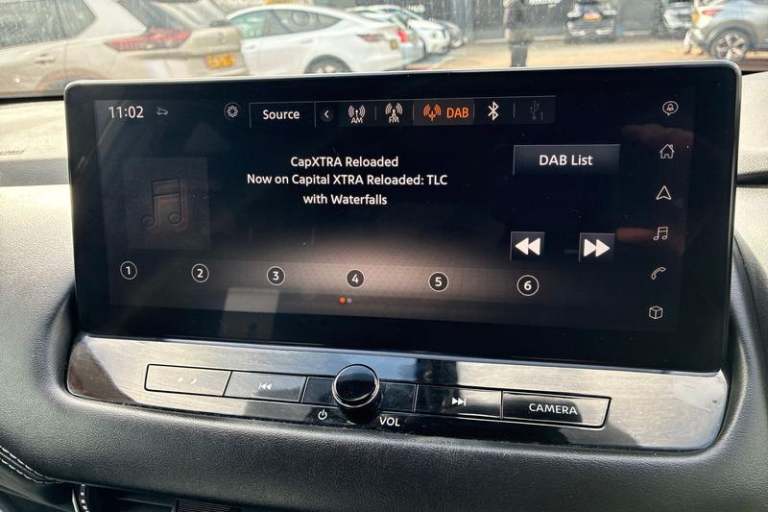 11:02
Source
AM
FM
DAB
1
CapXTRA Reloaded
Now on Capital XTRA Reloaded: TLC
with Waterfalls
DAB List
1
2
3
4
5
6
VOL
CAMERA